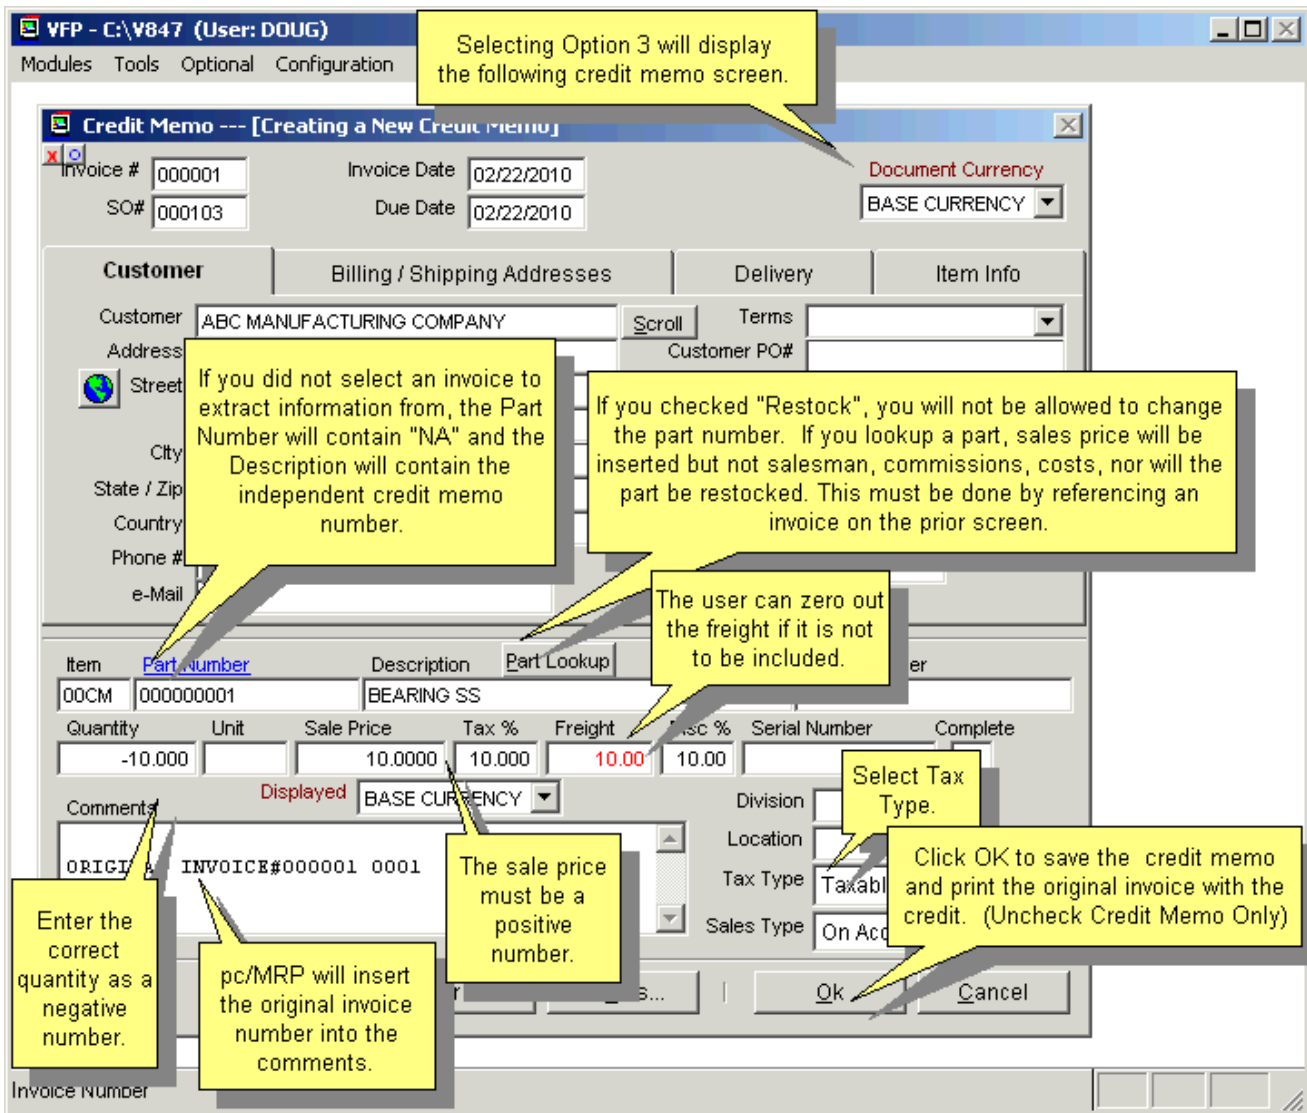 VFP - C:\V847 (User: DOUG)
Selecting Option 3 will display
the following credit memo screen.
Modules Tools Optional Configuration
Credit Memo --- [Creating a New Credit Memo]
Invoice # 000001 Invoice Date 02/22/2010 Document Currency
SO# 000103 Due Date 02/22/2010 BASE CURRENCY
Customer Billing / Shipping Addresses Delivery Item Info
Customer ABC MANUFACTURING COMPANY Scroll Terms
Address Customer PO#
Street
City
State / Zip
Country
Phone #
e-Mail
If you did not select an invoice to
extract information from, the Part
Number will contain "NA" and the
Description will contain the
independent credit memo
number.
If you checked "Restock", you will not be allowed to change
the part number. If you lookup a part, sales price will be
inserted but not salesman, commissions, costs, nor will the
part be restocked. This must be done by referencing an
invoice on the prior screen.
The user can zero out
the freight if it is not
to be included.
Item Part Number Description Part Lookup er
00CM 000000001 BEARING SS
Quantity Unit Sale Price Tax % Freight Disc % Serial Number Complete
-10.000 10.0000 10.000 10.00 10.00
Displayed BASE CURRENCY
Comments
ORIGINAL INVOICE#000001 0001
Division
Location
Tax Type Taxabl
Sales Type On Acc
Select Tax
Type.
Click OK to save the credit memo
and print the original invoice with the
credit. (Uncheck Credit Memo Only)
The sale price
must be a
positive
number.
Enter the
correct
quantity as a
negative
number.
pc/MRP will insert
the original invoice
number into the
comments.
r s... Ok Cancel
Invoice Number